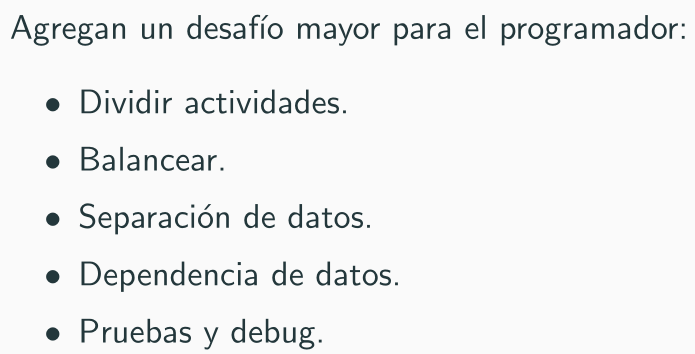 Agregan un desafío mayor para el programador:
• Dividir actividades.
• Balancear.
• Separación de datos.
• Dependencia de datos.
• Pruebas y debug.